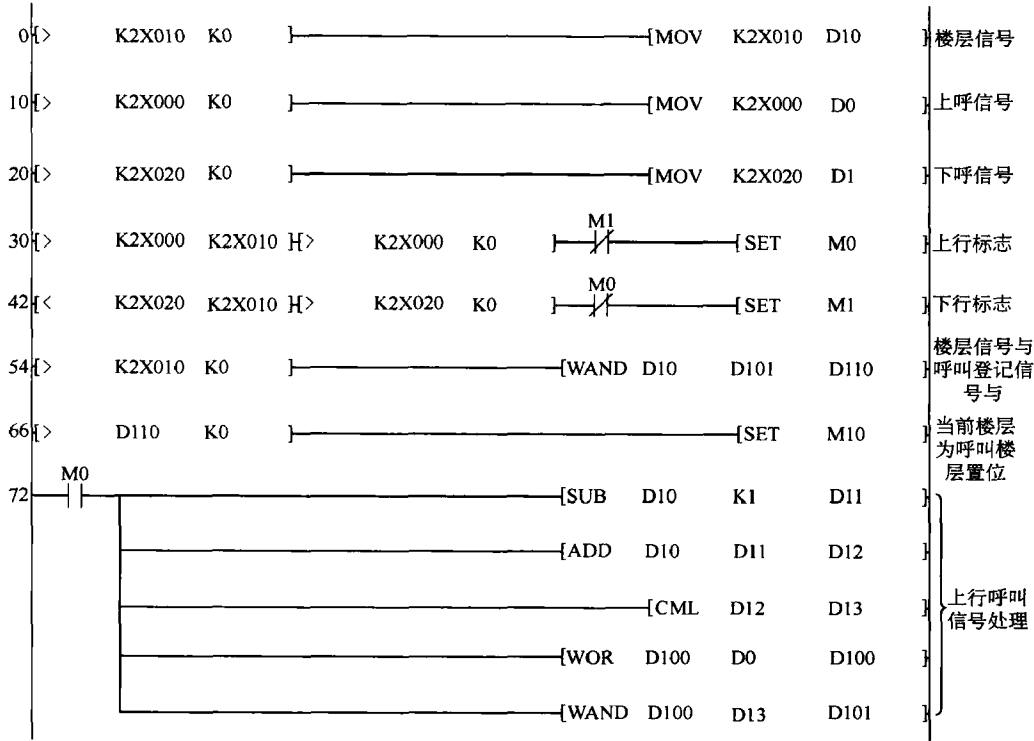 0 [> K2X010 K0 ] [MOV K2X010 D10 ] 楼层信号
10 [> K2X000 K0 ] [MOV K2X000 D0 ] 上呼信号
20 [> K2X020 K0 ] [MOV K2X020 D1 ] 下呼信号
M1
30 [> K2X000 K2X010 ][> K2X000 K0 ] [SET M0 ] 上行标志
M0
42 [< K2X020 K2X010 ][> K2X020 K0 ] [SET M1 ] 下行标志
54 [> K2X010 K0 ] [WAND D10 D101 D110 ]
楼层信号与
呼叫登记信
号与
66 [> D110 K0 ] [SET M10 ]
当前楼层
为呼叫楼
层置位
M0
72 [SUB D10 K1 D11 ]
[ADD D10 D11 D12 ]
[CML D12 D13 ]
上行呼叫
信号处理
[WOR D100 D0 D100 ]
[WAND D100 D13 D101 ]